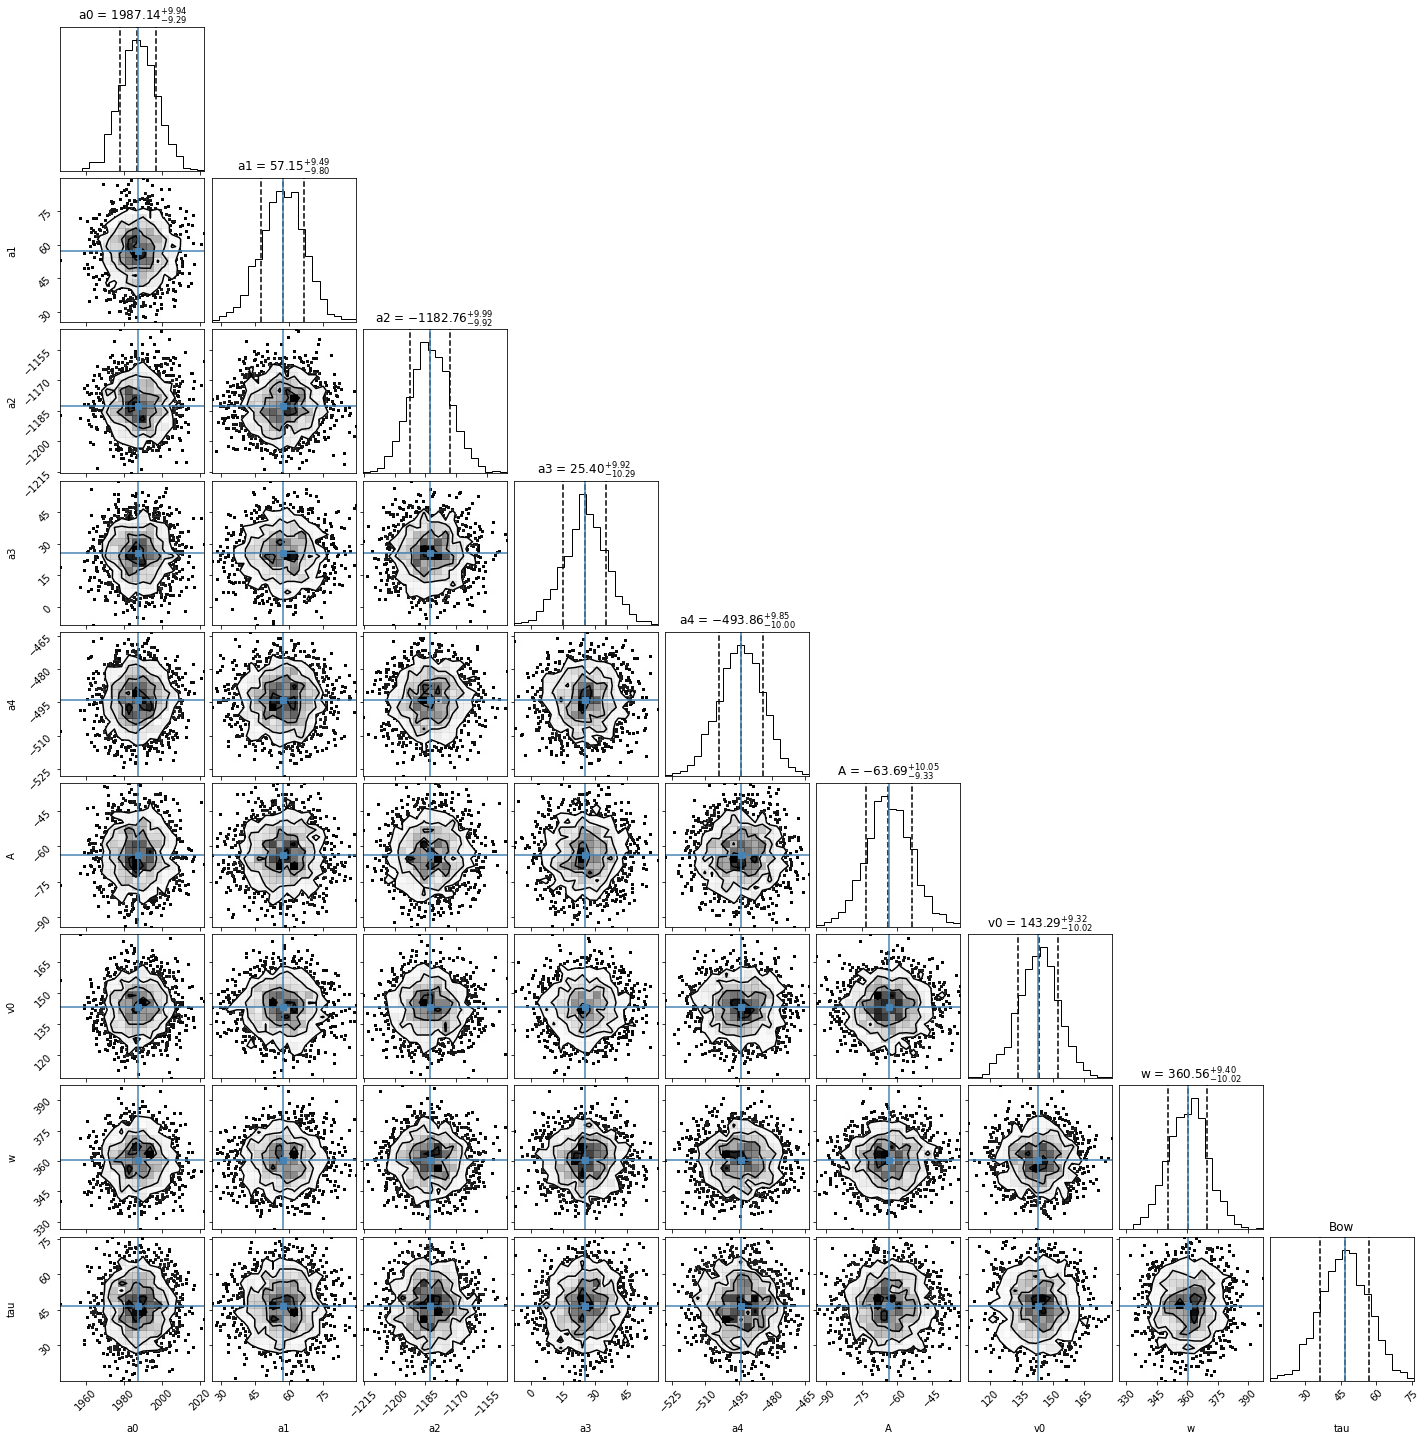 a0 = 1987.14+9.94−9.29
a1 = 57.15+9.49−9.80
75
60
45
30
a1
a2 = −1182.76+9.99−9.92
−1155
−1170
−1185
−1200
−1215
a2
a3 = 25.40+9.92−10.29
45
30
15
0
a3
a4 = −493.86+9.85−10.00
−465
−480
−495
−510
−525
a4
A = −63.69+10.05−9.33
−45
−60
−75
−90
A
v0 = 143.29+9.32−10.02
165
150
135
120
v0
w = 360.56+9.40−10.02
390
375
360
345
330
w
Bow
75
60
45
30
tau
1960 1980 2000 2020 30 45 60 75 −1215 −1200 −1185 −1170 −1155 0 15 30 45 −525 −510 −495 −480 −465 −90 −75 −60 −45 120 135 150 165 330 345 360 375 390 30 45 60 75
a0 a1 a2 a3 a4 A v0 w tau